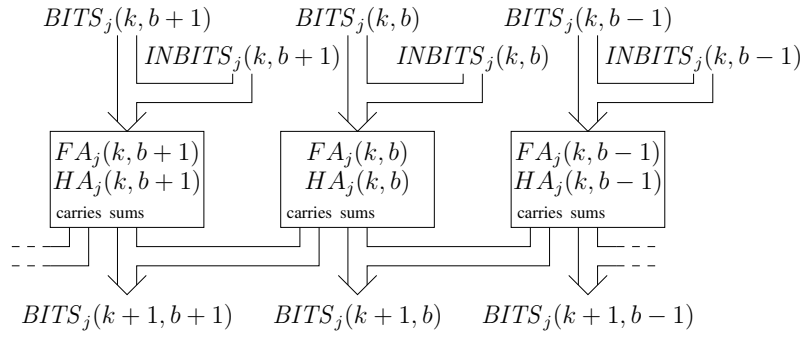 BITS_j(k, b + 1) BITS_j(k, b) BITS_j(k, b − 1)
INBITS_j(k, b + 1) INBITS_j(k, b) INBITS_j(k, b − 1)
FA_j(k, b + 1) FA_j(k, b) FA_j(k, b − 1)
HA_j(k, b + 1) HA_j(k, b) HA_j(k, b − 1)
carries sums carries sums carries sums
BITS_j(k + 1, b + 1) BITS_j(k + 1, b) BITS_j(k + 1, b − 1)